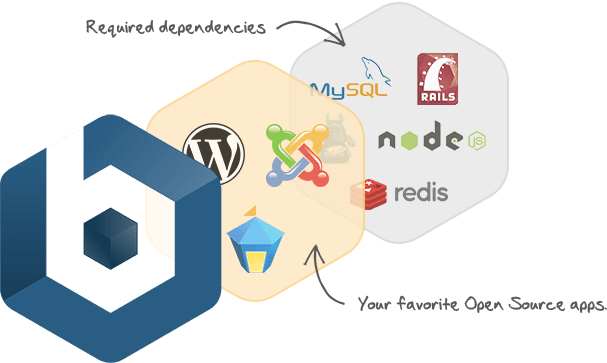 Required dependencies
MySQL
RAILS
W
node
JS
redis
b
Your favorite Open Source apps.